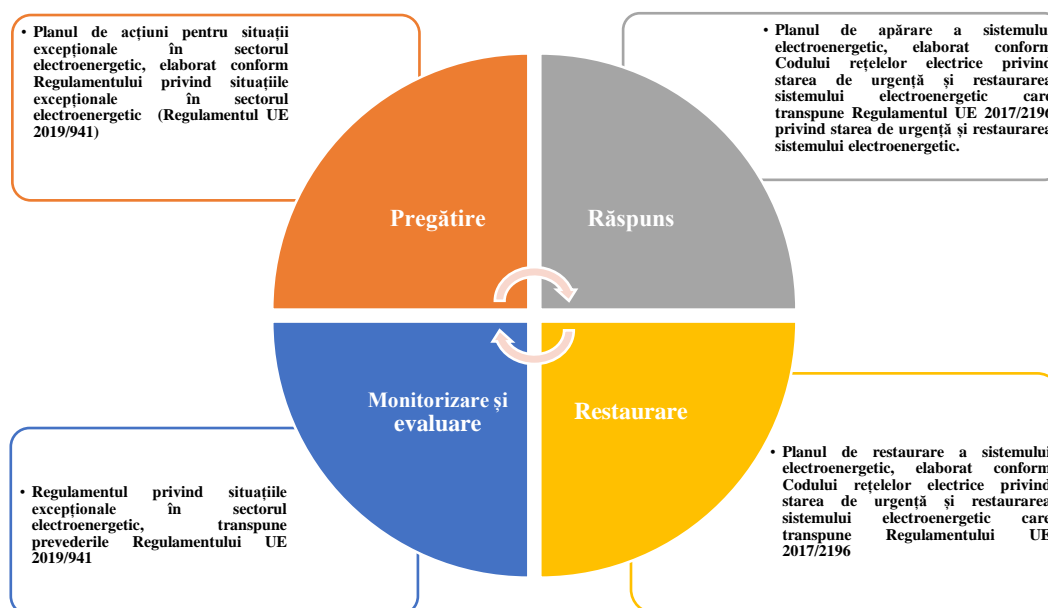 • Planul de acțiuni pentru situații
excepționale în sectorul
electroenergetic, elaborat conform
Regulamentului privind situațiile
excepționale în sectorul
electroenergetic (Regulamentul UE
2019/941)
• Planul de apărare a sistemului
electroenergetic, elaborat conform
Codului rețelelor electrice privind
starea de urgență și restaurarea
sistemului electroenergetic care
transpune Regulamentul UE 2017/2196
privind starea de urgență și restaurarea
sistemului electroenergetic.
Pregătire
Răspuns
Monitorizare și
evaluare
Restaurare
• Regulamentul privind situațiile
excepționale în sectorul
electroenergetic, transpune
prevederile Regulamentului UE
2019/941
• Planul de restaurare a sistemului
electroenergetic, elaborat conform
Codului rețelelor electrice privind
starea de urgență și restaurarea
sistemului electroenergetic care
transpune Regulamentul UE
2017/2196